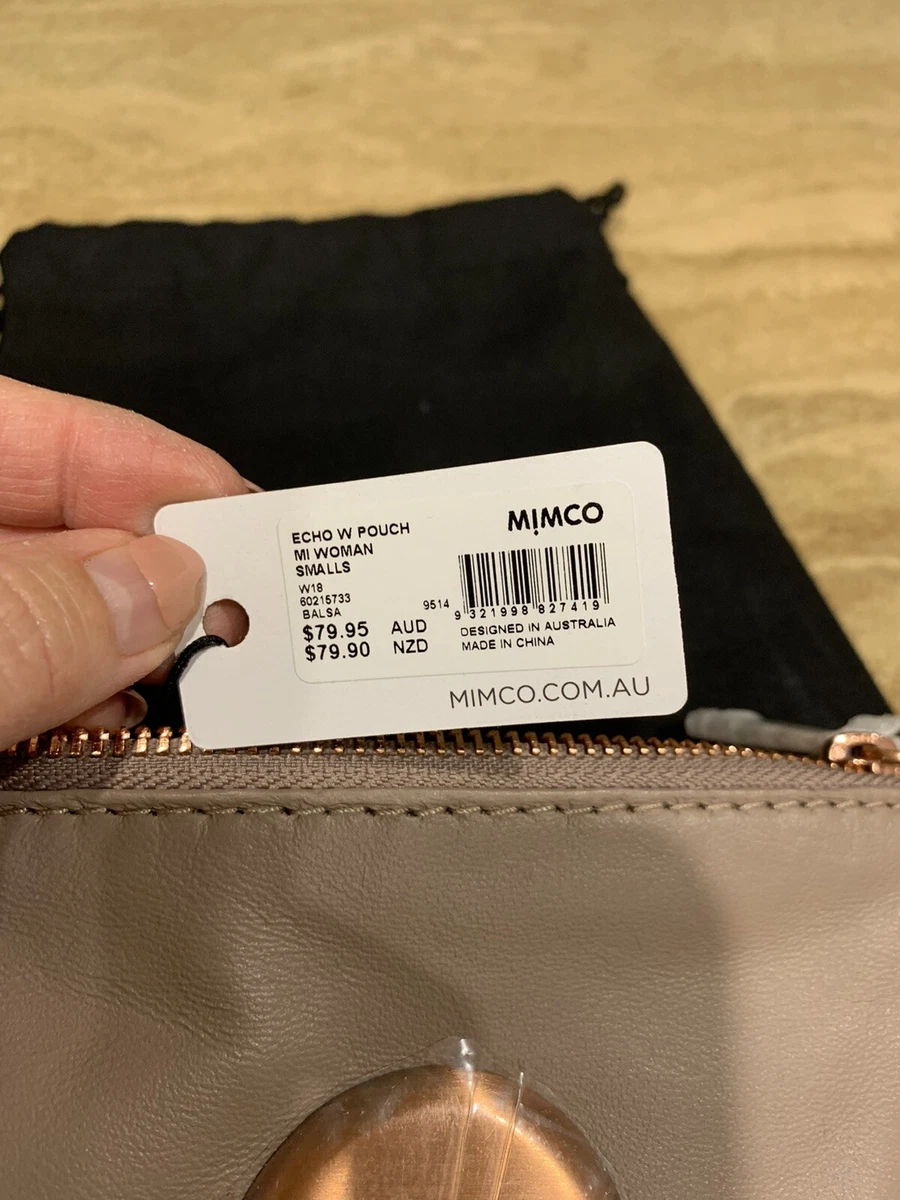 ECHO W POUCH
MI WOMAN
SMALLS
W18
60215733
BALSA
9514
$79.95 AUD
$79.90 NZD
MIMCO
9 321998 827419
DESIGNED IN AUSTRALIA
MADE IN CHINA
MIMCO.COM.AU